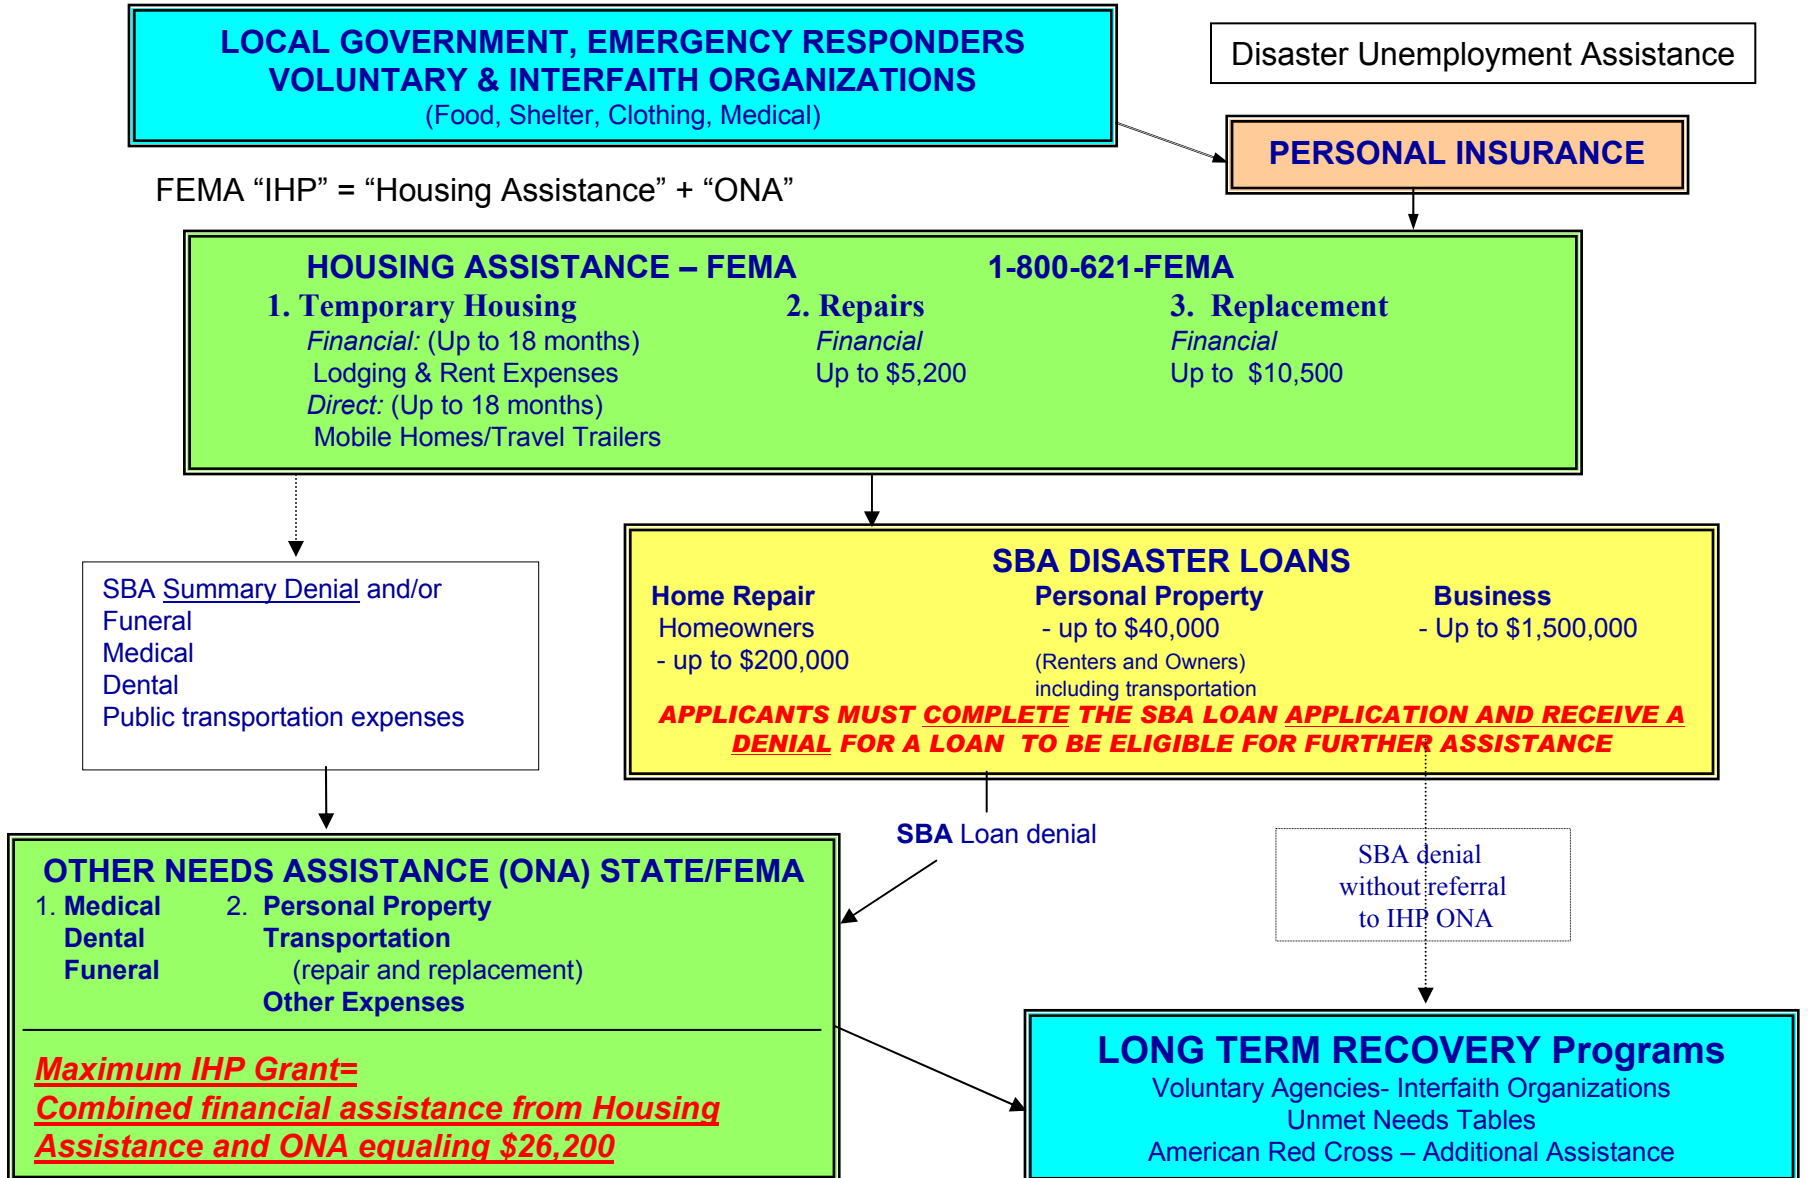 LOCAL GOVERNMENT, EMERGENCY RESPONDERS
VOLUNTARY & INTERFAITH ORGANIZATIONS
(Food, Shelter, Clothing, Medical)
Disaster Unemployment Assistance
PERSONAL INSURANCE
FEMA “IHP” = “Housing Assistance” + “ONA”
HOUSING ASSISTANCE – FEMA 1-800-621-FEMA
1. Temporary Housing
Financial: (Up to 18 months)
Lodging & Rent Expenses
Direct: (Up to 18 months)
Mobile Homes/Travel Trailers
2. Repairs
Financial
Up to $5,200
3. Replacement
Financial
Up to $10,500
SBA Summary Denial and/or
Funeral
Medical
Dental
Public transportation expenses
SBA DISASTER LOANS
Home Repair
Homeowners
- up to $200,000
Personal Property
- up to $40,000
(Renters and Owners)
including transportation
Business
- Up to $1,500,000
APPLICANTS MUST COMPLETE THE SBA LOAN APPLICATION AND RECEIVE A
DENIAL FOR A LOAN TO BE ELIGIBLE FOR FURTHER ASSISTANCE
SBA Loan denial
SBA denial
without referral
to IHP ONA
OTHER NEEDS ASSISTANCE (ONA) STATE/FEMA
1. Medical
Dental
Funeral
2. Personal Property
Transportation
(repair and replacement)
Other Expenses
Maximum IHP Grant=
Combined financial assistance from Housing
Assistance and ONA equaling $26,200
LONG TERM RECOVERY Programs
Voluntary Agencies- Interfaith Organizations
Unmet Needs Tables
American Red Cross – Additional Assistance